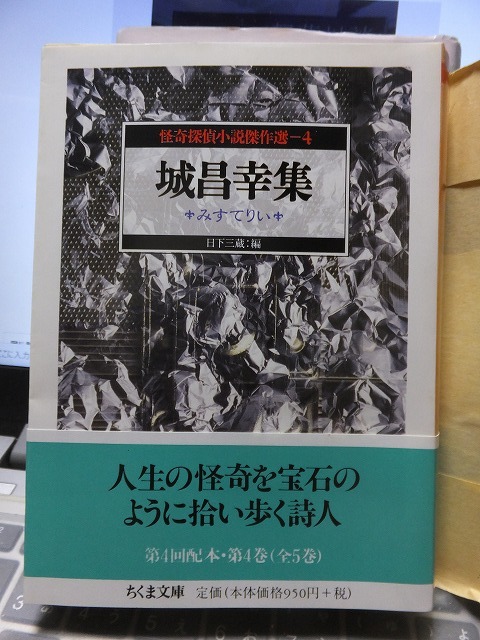 怪奇探偵小説傑作選-4
城昌幸集
みすてりい
日下三蔵:編
人生の怪奇を宝石の
ように拾い歩く詩人
第4回配本・第4巻(全5巻)
ちくま文庫 定価(本体価格950円+税)